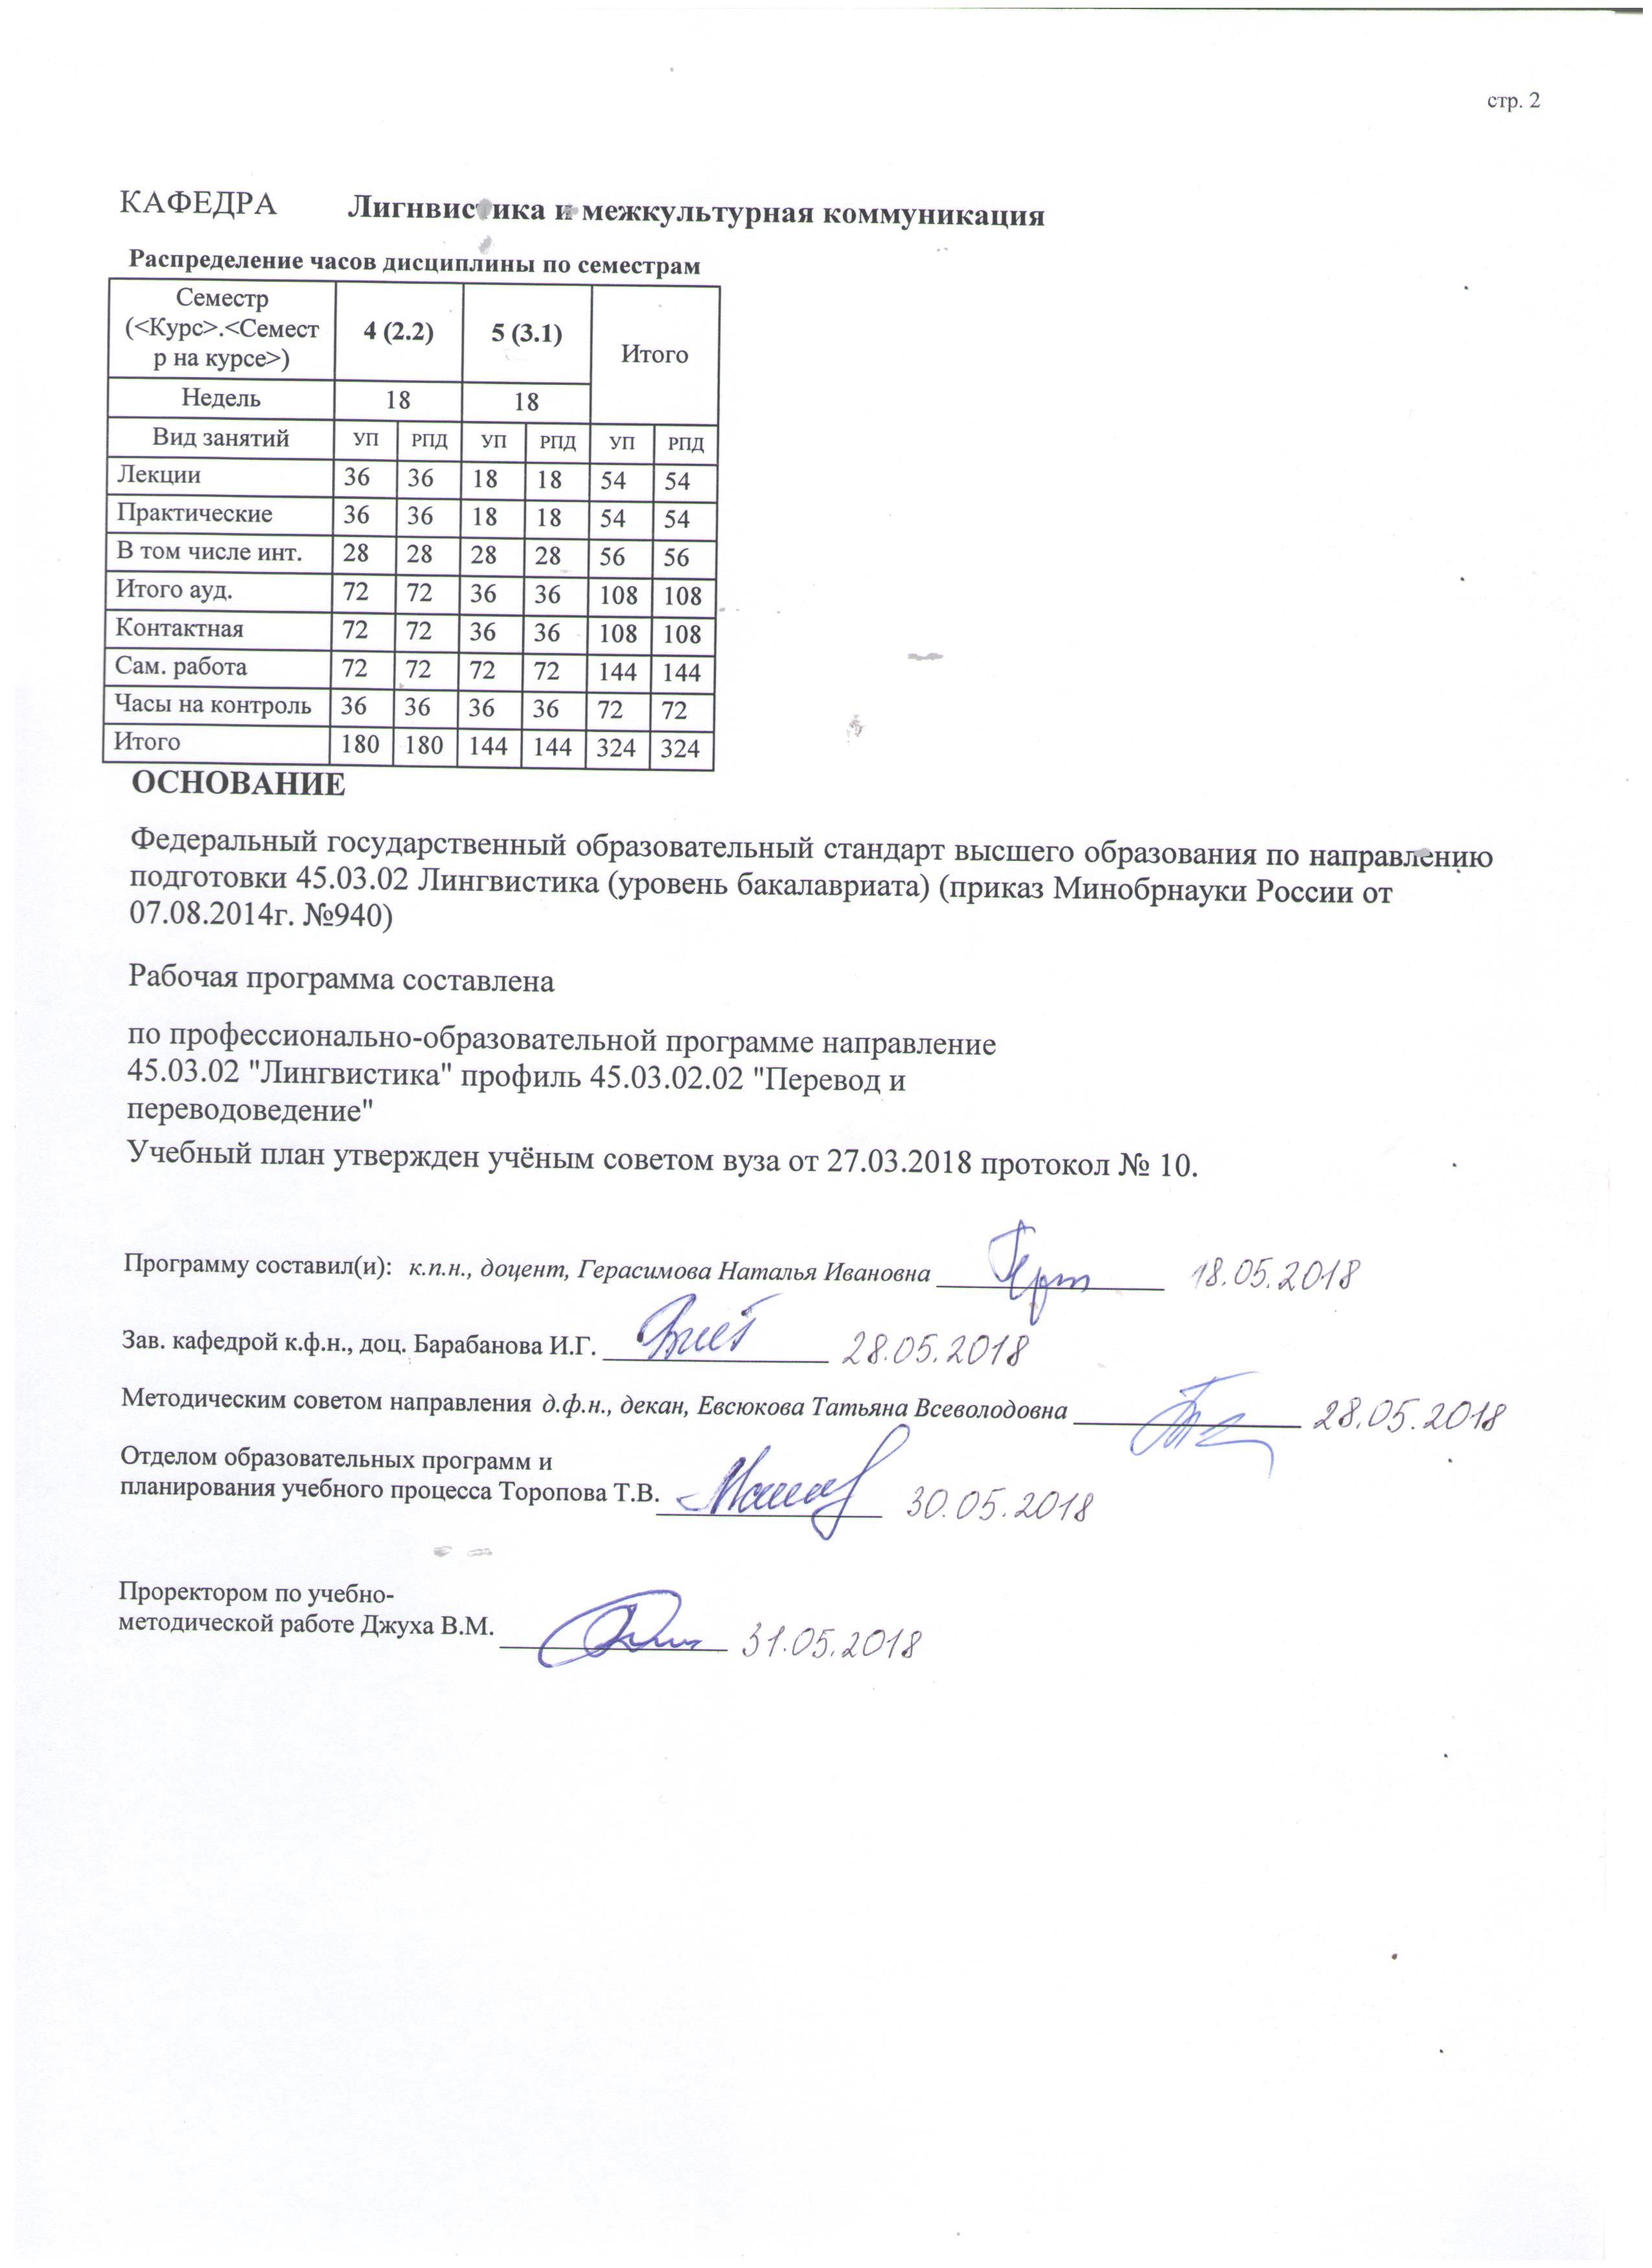 стр. 2
КАФЕДРА Лигнвистика и межкультурная коммуникация
Распределение часов дисциплины по семестрам
Семестр
(<Курс>.<Семест
р на курсе>) 4 (2.2) 5 (3.1) Итого
Недель 18 18
Вид занятий УП РПД УП РПД УП РПД
Лекции 36 36 18 18 54 54
Практические 36 36 18 18 54 54
В том числе инт. 28 28 28 28 56 56
Итого ауд. 72 72 36 36 108 108
Контактная 72 72 36 36 108 108
Сам. работа 72 72 72 72 144 144
Часы на контроль 36 36 36 36 72 72
Итого 180 180 144 144 324 324
ОСНОВАНИЕ
Федеральный государственный образовательный стандарт высшего образования по направлению
подготовки 45.03.02 Лингвистика (уровень бакалавриата) (приказ Минобрнауки России от
07.08.2014г. №940)
Рабочая программа составлена
по профессионально-образовательной программе направление
45.03.02 "Лингвистика" профиль 45.03.02.02 "Перевод и
переводоведение"
Учебный план утвержден учёным советом вуза от 27.03.2018 протокол № 10.
Программу составил(и): к.п.н., доцент, Герасимова Наталья Ивановна 18.05.2018
Зав. кафедрой к.ф.н., доц. Барабанова И.Г. 28.05.2018
Методическим советом направления д.ф.н., декан, Евсюкова Татьяна Всеволодовна 28.05.2018
Отделом образовательных программ и
планирования учебного процесса Торопова Т.В. 30.05.2018
Проректором по учебно-
методической работе Джуха В.М. 31.05.2018